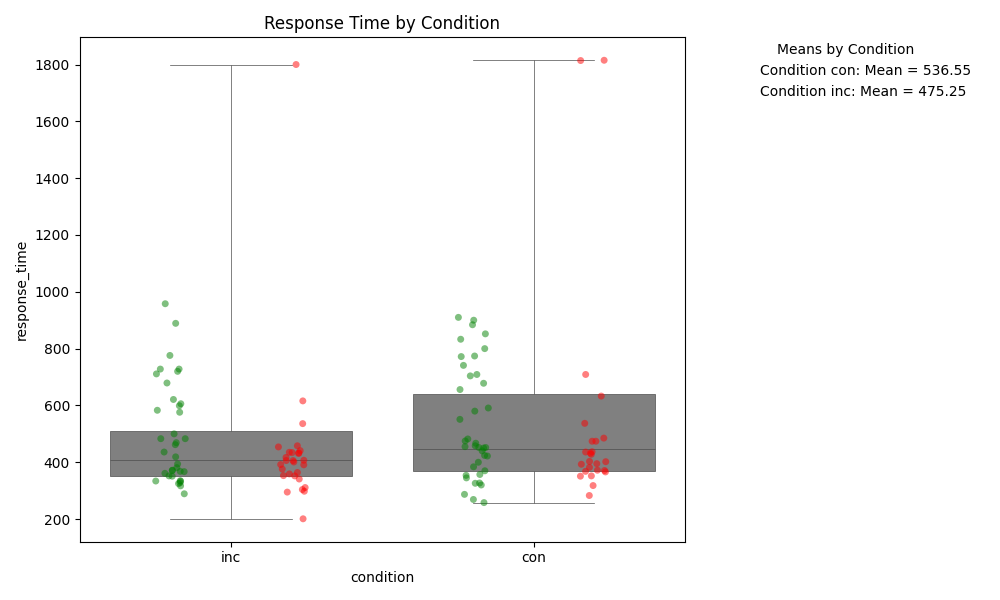 Response Time by Condition
Means by Condition
Condition con: Mean = 536.55
Condition inc: Mean = 475.25
response_time
1800
1600
1400
1200
1000
800
600
400
200
inc
con
condition